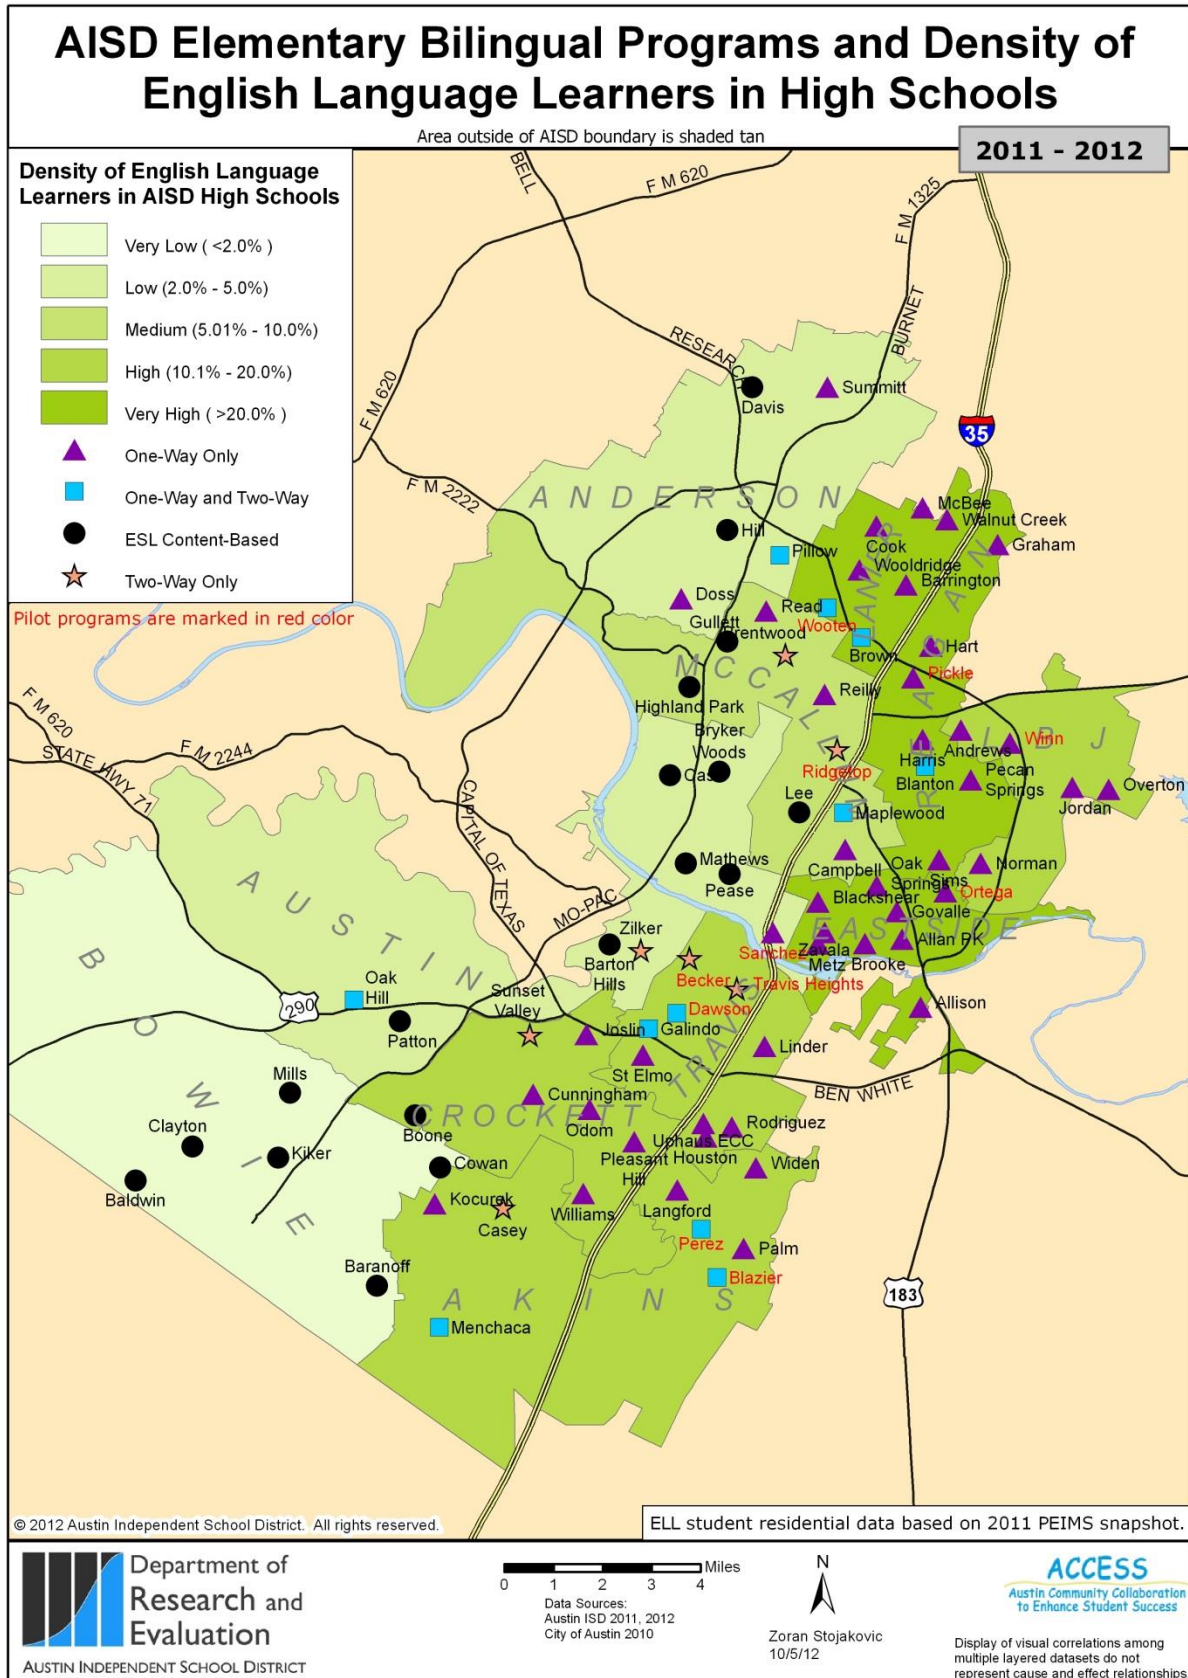 AISD Elementary Bilingual Programs and Density of
English Language Learners in High Schools
Area outside of AISD boundary is shaded tan
2011 - 2012
Density of English Language
Learners in AISD High Schools
Very Low ( <2.0% )
Low (2.0% - 5.0%)
Medium (5.01% - 10.0%)
High (10.1% - 20.0%)
Very High ( >20.0% )
One-Way Only
One-Way and Two-Way
ESL Content-Based
Two-Way Only
Pilot programs are marked in red color
BELL
F M 620
F M 1325
BURNET
RESEARCH
F M 620
F M 2222
35
Davis
Summitt
ANDERSON
McBee
Walnut Creek
Cook
Graham
Hill
Pillow
Wooldridge
Barrington
LANIER
REAGAN
Doss
Read
Wooten
Gullett
Brentwood
Brown
Hart
Pickle
MCCALLUM
Highland Park
Reilly
F M 620
STATE HWY 71
F M 2244
CAPITAL OF TEXAS
Bryker
Woods
Casis
Ridgetop
Harris
Andrews
Winn
LBJ
Blanton
Pecan
Springs
Jordan
Overton
Lee
Maplewood
Mathews
Pease
Campbell
Oak
Springs
Sims
Norman
Ortega
Blackshear
Govalle
EASTSIDE
MO-PAC
AUSTIN
Zilker
Barton
Hills
Becker
Sanchez
Zavala
Metz
Brooke
Allan PK
Travis Heights
Allison
Oak
Hill
290
Patton
Sunset
Valley
Dawson
Joslin
Galindo
TRAVIS
Linder
St Elmo
BEN WHITE
BOWIE
Mills
Clayton
Kiker
Baldwin
Boone
CROCKETT
Cunningham
Odom
Uphaus ECC
Rodriguez
Pleasant
Hill
Houston
Widen
Cowan
Kocurek
Casey
Williams
Langford
Perez
Palm
Blazier
Baranoff
AKINS
Menchaca
183
© 2012 Austin Independent School District. All rights reserved.
ELL student residential data based on 2011 PEIMS snapshot.
Department of
Research and
Evaluation
AUSTIN INDEPENDENT SCHOOL DISTRICT
Miles
0 1 2 3 4
Data Sources:
Austin ISD 2011, 2012
City of Austin 2010
N
Zoran Stojakovic
10/5/12
ACCESS
Austin Community Collaboration
to Enhance Student Success
Display of visual correlations among
multiple layered datasets do not
represent cause and effect relationships